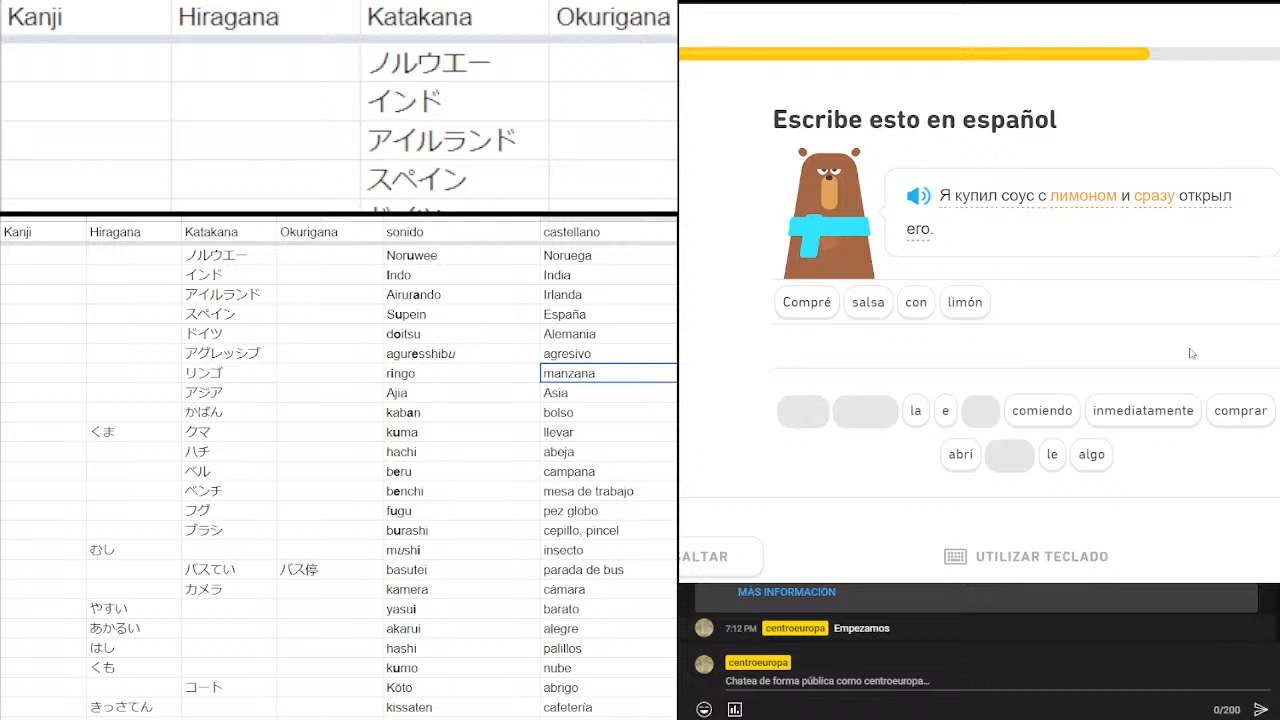 Kanji Hiragana Katakana Okurigana
ノルウエー
インド
アイルランド
スペイン
Kanji Hiragana Katakana Okurigana sonido castellano
ノルウエー Noruwee Noruega
インド Indo India
アイルランド Airurando Irlanda
スペイン Supein España
ドイツ doitsu Alemania
アグレッシブ aguresshibu agresivo
リンゴ ringo manzana
アジア Ajia Asia
かばん kaban bolso
くま クマ kuma llevar
ハチ hachi abeja
ベル beru campana
ベンチ benchi mesa de trabajo
フグ fugu pez globo
ブラシ burashi cepillo, pincel
むし mushi insecto
バスてい バス停 basutei parada de bus
カメラ kamera cámara
やすい yasui barato
あかるい akarui alegre
はし hashi palillos
くも kumo nube
コート Kōto abrigo
きっさてん kissaten cafetería
Escribe esto en español
Я купил соус с лимоном и сразу открыл
его.
Compré salsa con limón
la e comiendo inmediatamente comprar
abrí le algo
SALTAR UTILIZAR TECLADO
MÁS INFORMACIÓN
7:12 PM centroeuropa Empezamos
centroeuropa
Chatea de forma pública como centroeuropa...
0/200